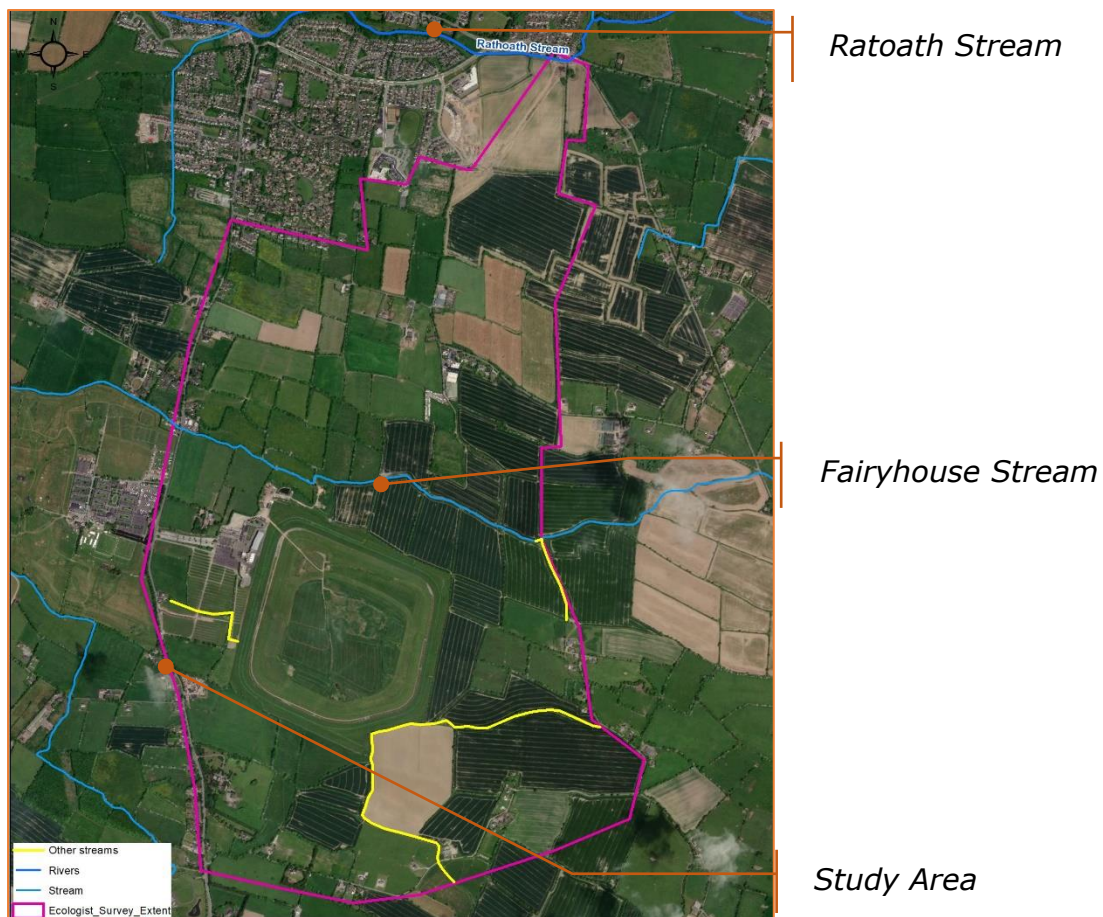 N
E
S
Rathoath Stream
Ratoath Stream
Fairyhouse Stream
Study Area
Other streams
Rivers
Stream
Ecologist_Survey_Extent